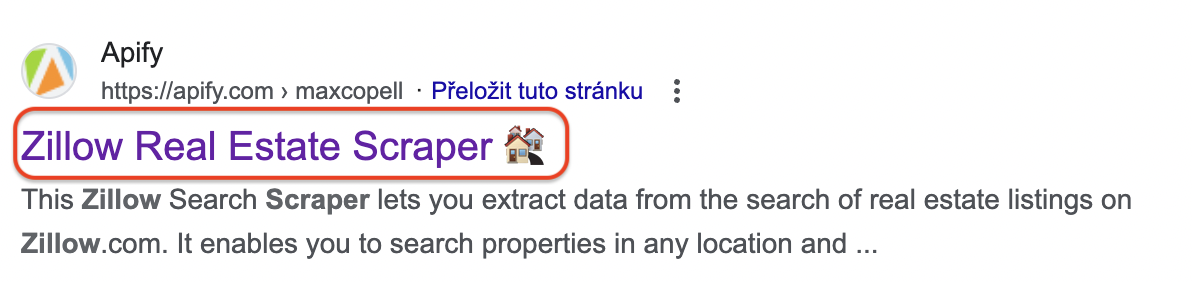 Apify
https://apify.com › maxcopell · Přeložit tuto stránku
Zillow Real Estate Scraper 🏘️
This Zillow Search Scraper lets you extract data from the search of real estate listings on
Zillow.com. It enables you to search properties in any location and ...